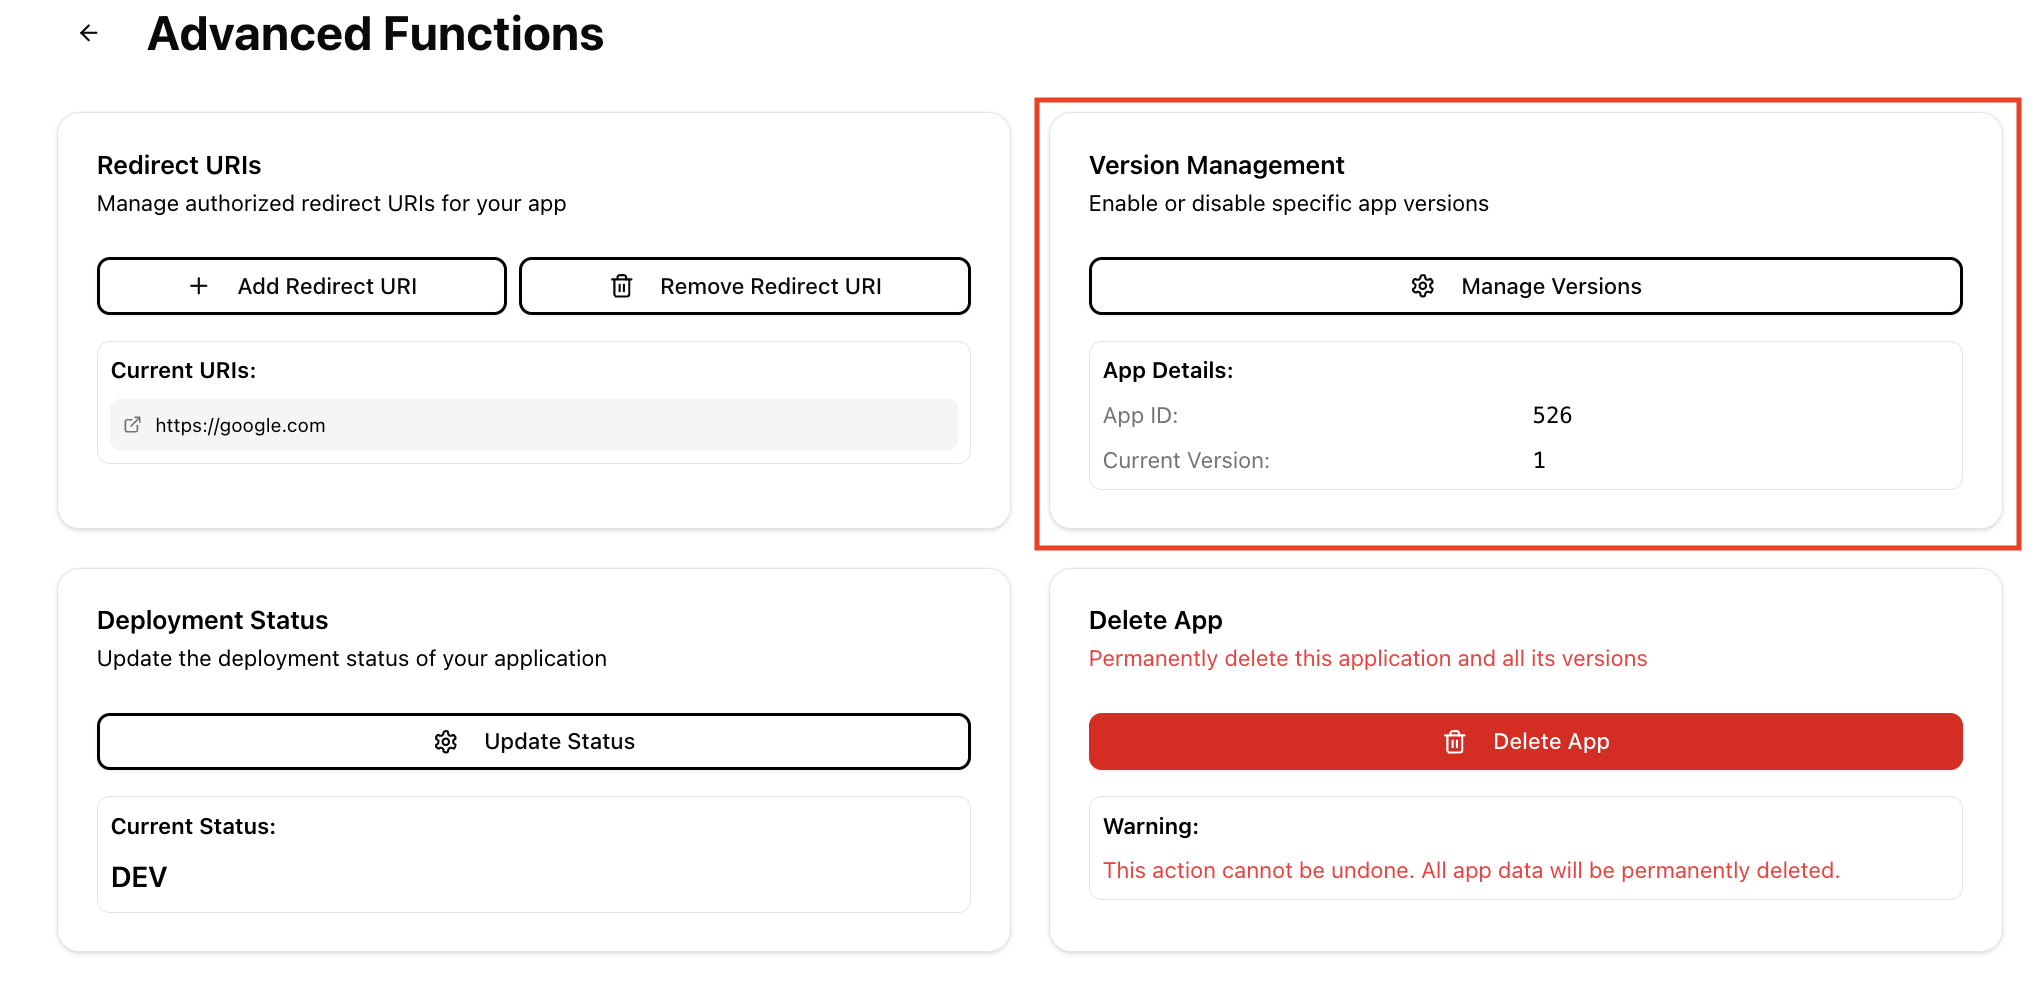 Advanced Functions
Redirect URIs
Manage authorized redirect URIs for your app
Add Redirect URI
Remove Redirect URI
Current URIs:
https://google.com
Version Management
Enable or disable specific app versions
Manage Versions
App Details:
App ID: 526
Current Version: 1
Deployment Status
Update the deployment status of your application
Update Status
Current Status:
DEV
Delete App
Permanently delete this application and all its versions
Delete App
Warning:
This action cannot be undone. All app data will be permanently deleted.